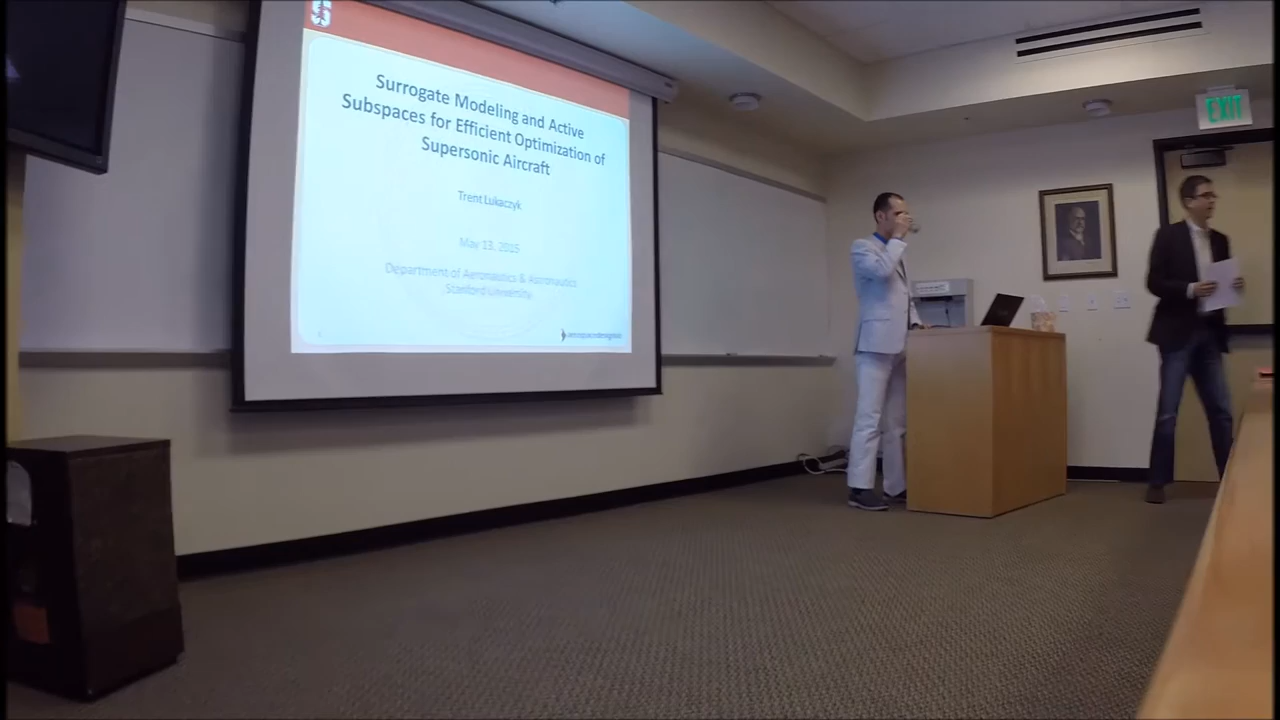 Surrogate Modeling and Active
Subspaces for Efficient Optimization of
Supersonic Aircraft
Trent Lukaczyk
May 13, 2015
Department of Aeronautics & Astronautics
Stanford University
aerospacedesignlab
EXIT